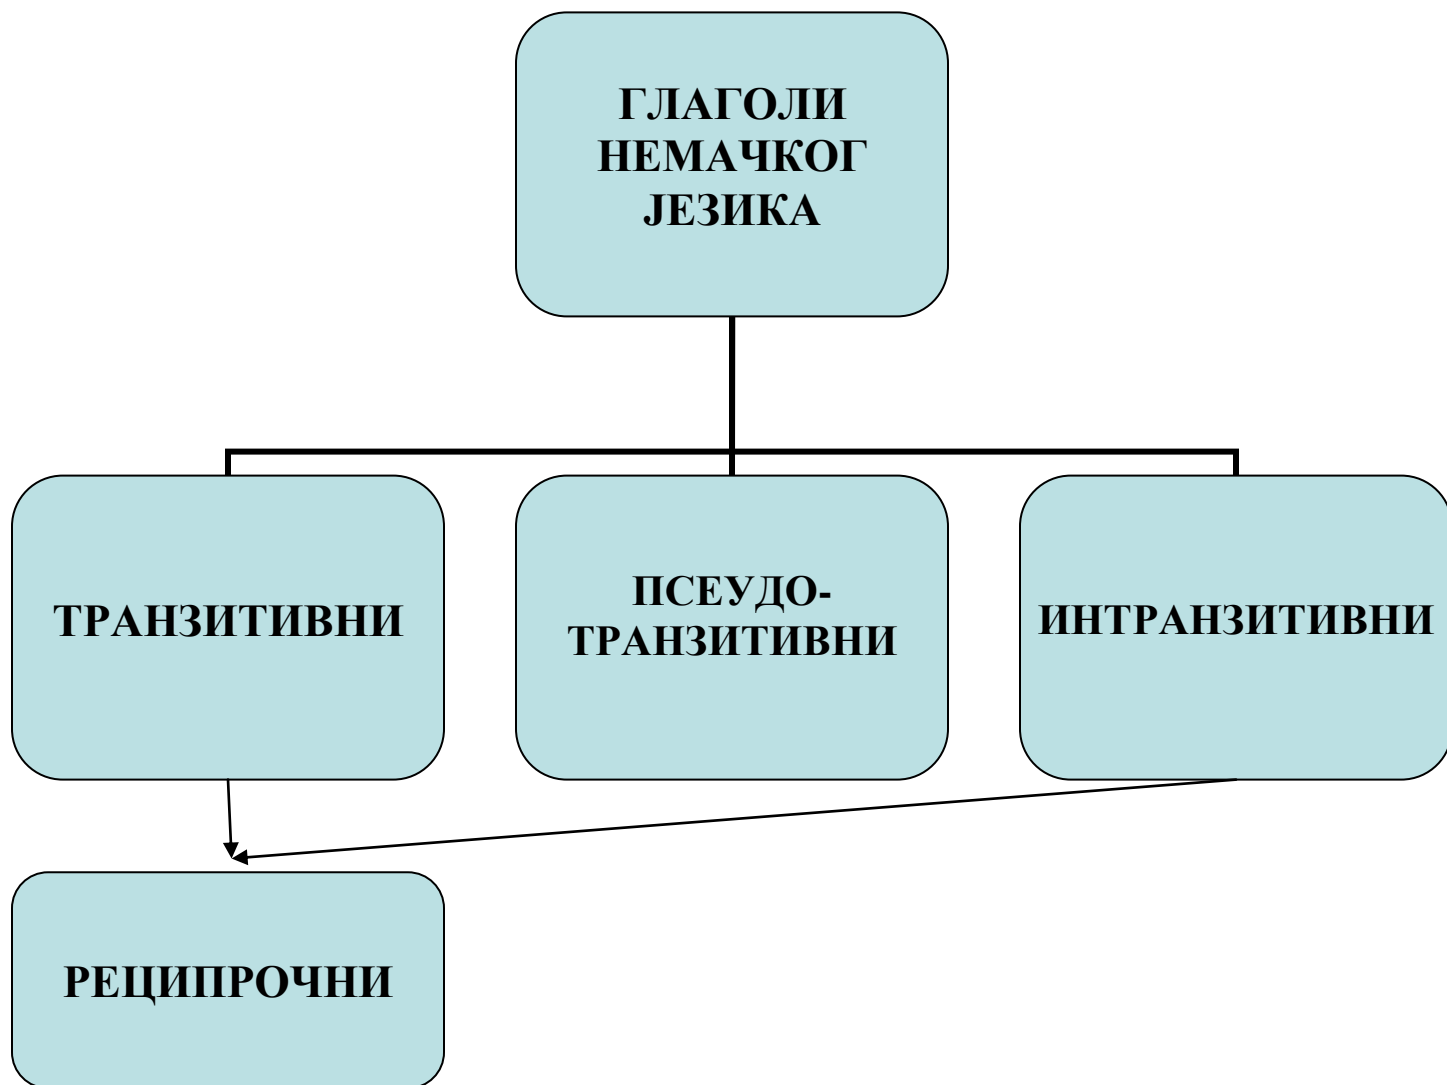 ГЛАГОЛИ
НЕМАЧКОГ
ЈЕЗИКА
ТРАНЗИТИВНИ
ПСЕУДО-
ТРАНЗИТИВНИ
ИНТРАНЗИТИВНИ
РЕЦИПРОЧНИ